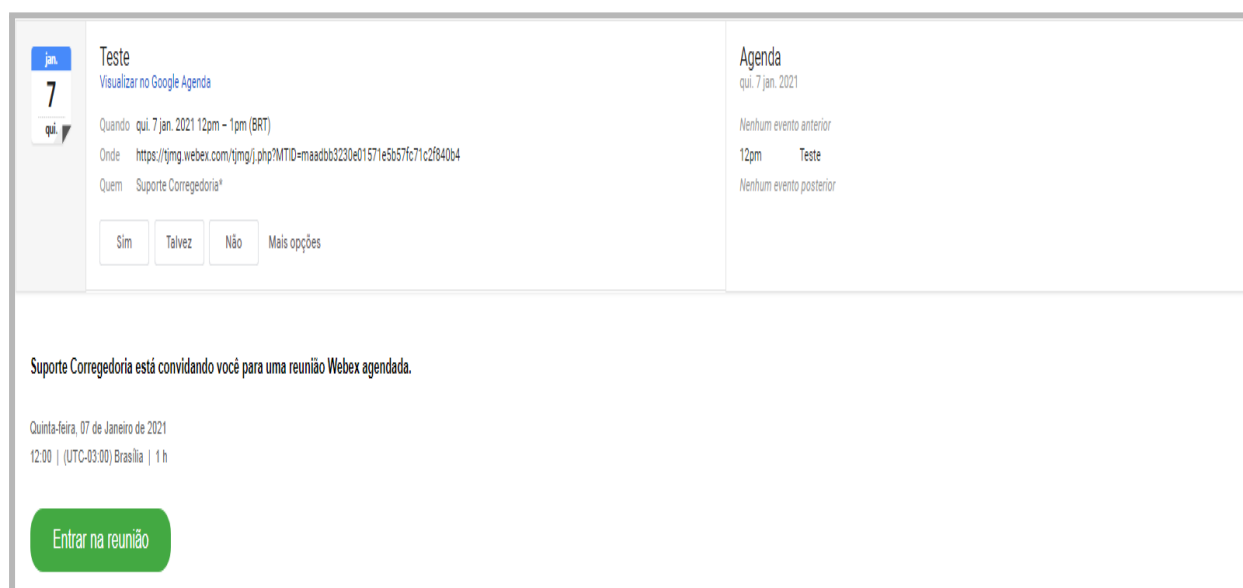 jan.
7
qui.
Teste
Visualizar no Google Agenda
Quando qui. 7 jan. 2021 12pm – 1pm (BRT)
Onde https://tjmg.webex.com/tjmg/j.php?MTID=maadbb3230e01571e5b57fc71c2f840b4
Quem Suporte Corregedoria*
Sim Talvez Não Mais opções
Agenda
qui. 7 jan. 2021
Nenhum evento anterior
12pm Teste
Nenhum evento posterior
Suporte Corregedoria está convidando você para uma reunião Webex agendada.
Quinta-feira, 07 de Janeiro de 2021
12:00 | (UTC-03:00) Brasília | 1 h
Entrar na reunião